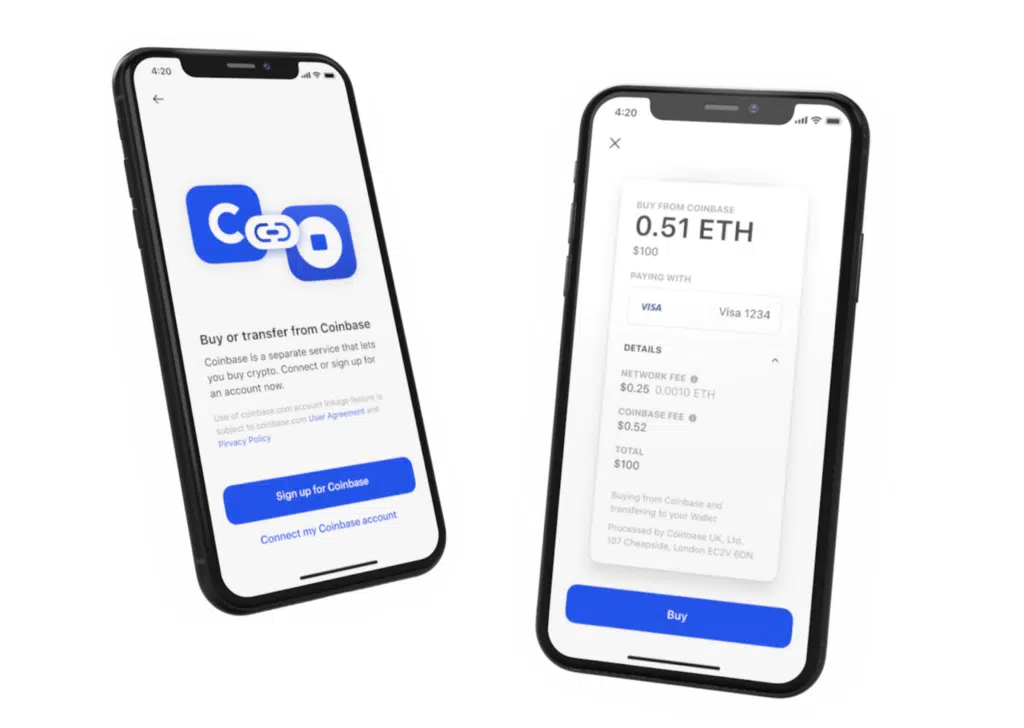 4:20
Buy or transfer from Coinbase
Coinbase is a separate service that lets
you buy crypto. Connect or sign up for
an account now.
Use of coinbase.com account linkage feature is
subject to coinbase.com User Agreement and
Pirvacy Policy
Sign up for Coinbase
Connect my Coinbase account
4:20
BUY FROM COINBASE
0.51 ETH
$100
PAYING WITH
VISA Visa 1234
DETAILS
NETWORK FEE
$0.25 0.0010 ETH
COINBASE FEE
$0.52
TOTAL
$100
Buying from Coinbase and
transfering to your Wallet
Processed by Coinbase UK, Ltd.
107 Cheapside, London EC2V 6DN
Buy